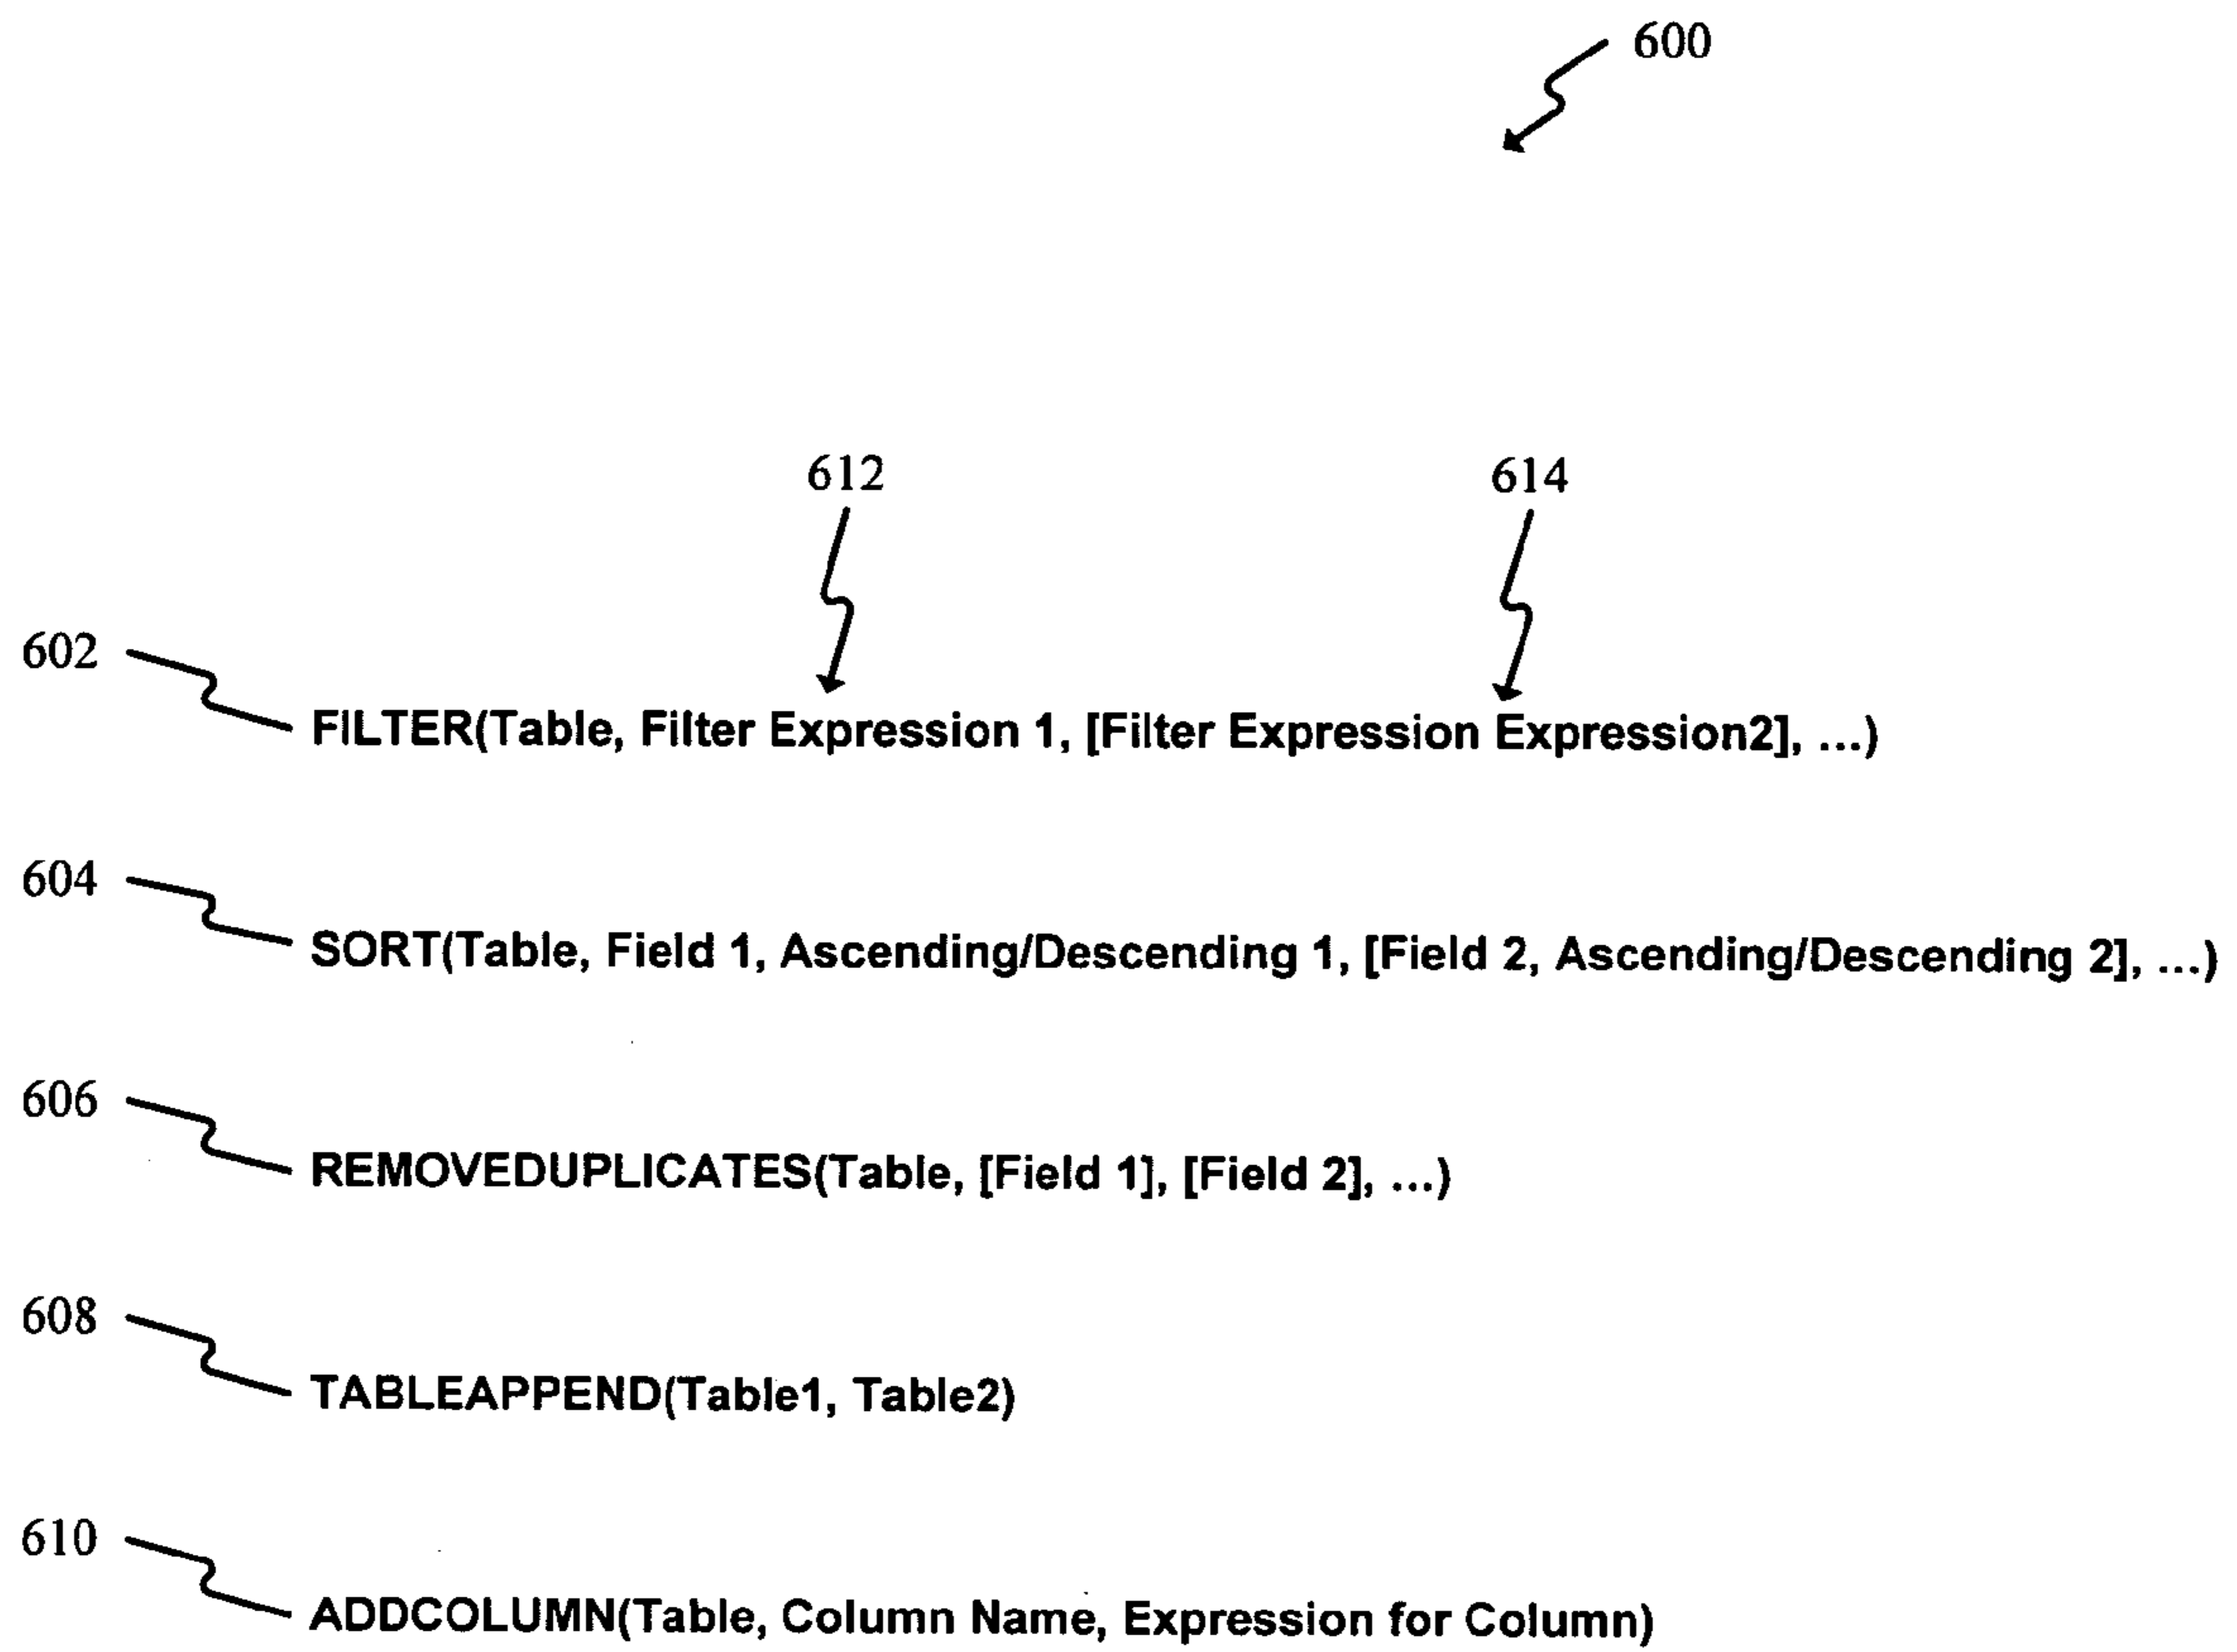 600
612 614
602
FILTER(Table, Filter Expression 1, [Filter Expression Expression2], ...)
604
SORT(Table, Field 1, Ascending/Descending 1, [Field 2, Ascending/Descending 2], ...)
606
REMOVEDUPLICATES(Table, [Field 1], [Field 2], ...)
608
TABLEAPPEND(Table1, Table2)
610
ADDCOLUMN(Table, Column Name, Expression for Column)